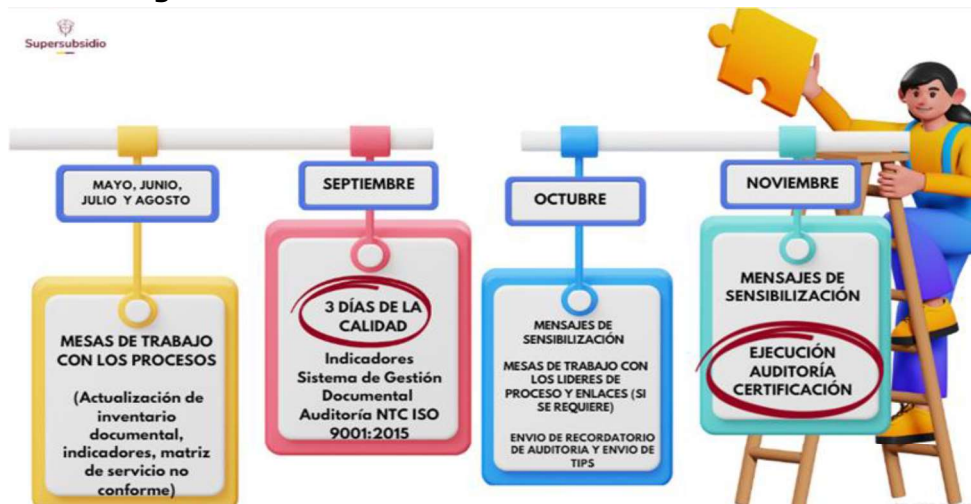 Supersubsidio
MAYO, JUNIO,
JULIO Y AGOSTO
MESAS DE TRABAJO
CON LOS PROCESOS
(Actualización de
inventario
documental,
indicadores, matriz
de servicio no
conforme)
SEPTIEMBRE
3 DÍAS DE LA
CALIDAD
Indicadores
Sistema de Gestión
Documental
Auditoría NTC ISO
9001:2015
OCTUBRE
MENSAJES DE
SENSIBILIZACIÓN
MESAS DE TRABAJO CON
LOS LIDERES DE
PROCESO Y ENLACES (SI
SE REQUIERE)
ENVIO DE RECORDATORIO
DE AUDITORIA Y ENVIO DE
TIPS
NOVIEMBRE
MENSAJES DE
SENSIBILIZACIÓN
EJECUCIÓN
AUDITORÍA
CERTIFICACIÓN